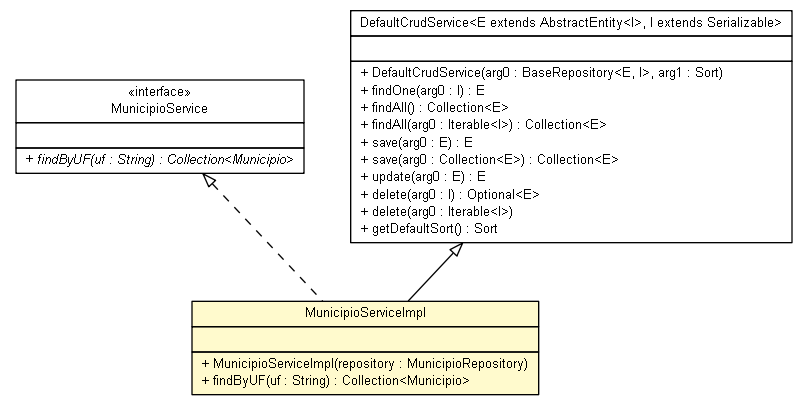 DefaultCrudService<E extends AbstractEntity<I>, I extends Serializable>
+ DefaultCrudService(arg0 : BaseRepository<E, I>, arg1 : Sort)
+ findOne(arg0 : I) : E
+ findAll() : Collection<E>
+ findAll(arg0 : Iterable<I>) : Collection<E>
+ save(arg0 : E) : E
+ save(arg0 : Collection<E>) : Collection<E>
+ update(arg0 : E) : E
+ delete(arg0 : I) : Optional<E>
+ delete(arg0 : Iterable<I>)
+ getDefaultSort() : Sort
«interface»
MunicipioService
+ findByUF(uf : String) : Collection<Municipio>
MunicipioServiceImpl
+ MunicipioServiceImpl(repository : MunicipioRepository)
+ findByUF(uf : String) : Collection<Municipio>